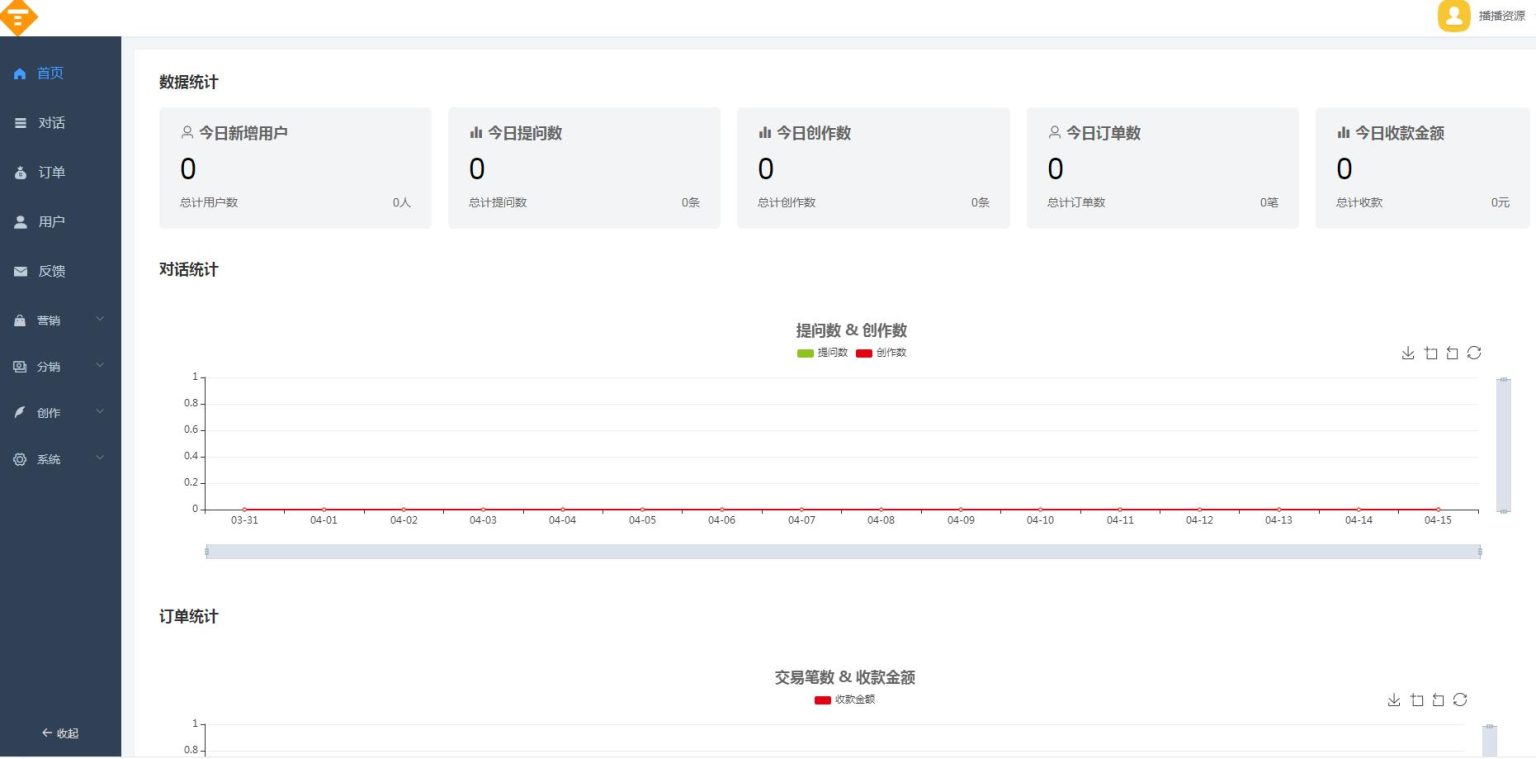 播播资源
首页
对话
订单
用户
反馈
营销
分销
创作
系统
← 收起
数据统计
今日新增用户
0
总计用户数 0人
今日提问数
0
总计提问数 0条
今日创作数
0
总计创作数 0条
今日订单数
0
总计订单数 0笔
今日收款金额
0
总计收款 0元
对话统计
提问数 & 创作数
提问数 创作数
1
0.8
0.6
0.4
0.2
0
03-31 04-01 04-02 04-03 04-04 04-05 04-06 04-07 04-08 04-09 04-10 04-11 04-12 04-13 04-14 04-15
订单统计
交易笔数 & 收款金额
收款金额
1
0.8